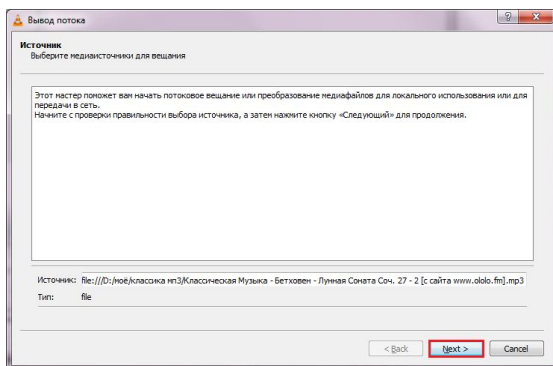 Вывод потока
Источник
Выберите медиаисточники для вещания
Этот мастер поможет вам начать потоковое вещание или преобразование медиафайлов для локального использования или для
передачи в сеть.
Начните с проверки правильности выбора источника, а затем нажмите кнопку «Следующий» для продолжения.
Источник: file:///D:/моё/классика мп3/Классическая Музыка - Бетховен - Лунная Соната Соч. 27 - 2 [с сайта www.ololo.fm].mp3
Тип: file
< Back Next > Cancel